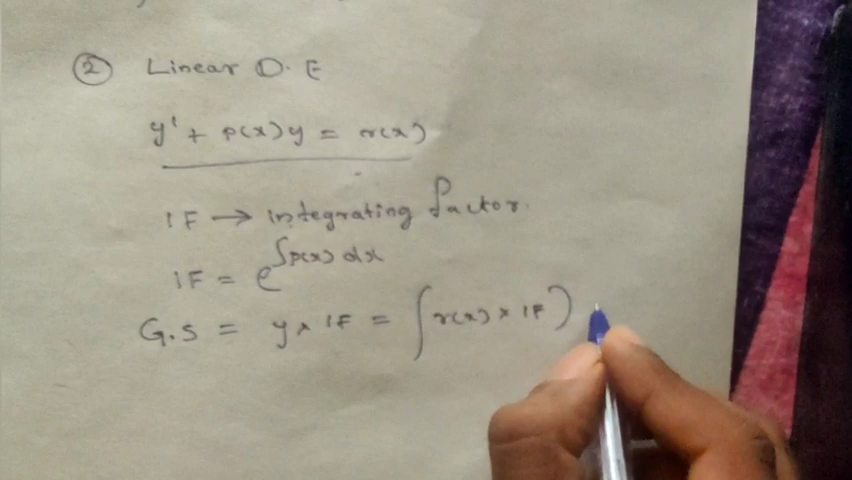 ② Linear D.E
y' + p(x)y = r(x)
IF → integrating factor.
IF = e^∫p(x) dx
G.S = y x IF = ∫r(x) x IF)